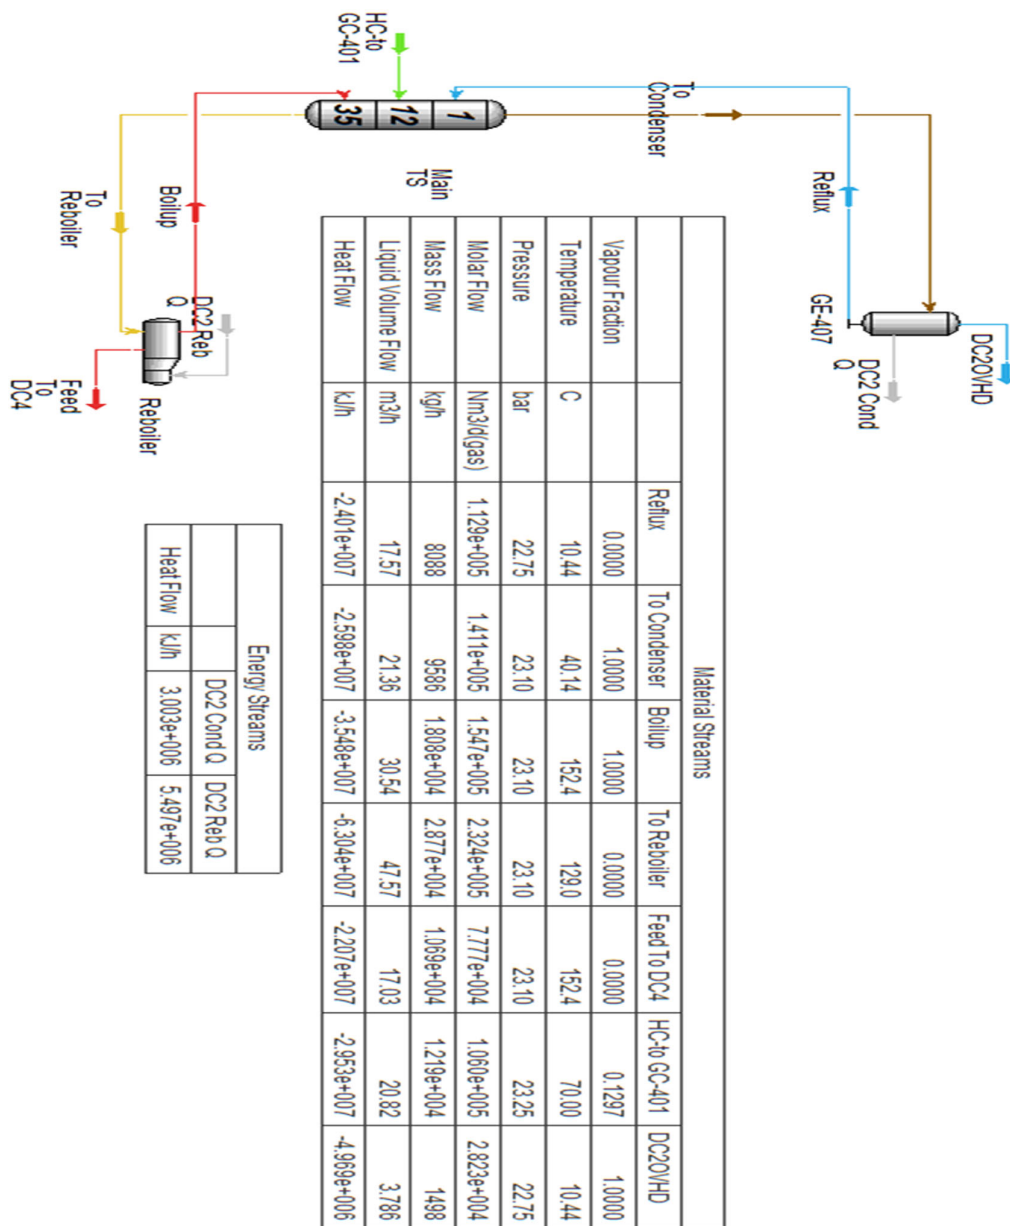 HC-to
GC-401
To
Condenser
Reflux
DC2OVHD
GE-407
DC2 Cond
Q
1
12
35
Main
TS
Boilup
To
Reboiler
DC2 Reb
Q
Reboiler
Feed
To
DC4
Material Streams
Reflux To Condenser Boilup To Reboiler Feed To DC4 HC-to GC-401 DC2OVHD
Vapour Fraction 0.0000 1.0000 1.0000 0.0000 0.0000 0.1297 1.0000
Temperature C 10.44 40.14 152.4 129.0 152.4 70.00 10.44
Pressure bar 22.75 23.10 23.10 23.10 23.10 23.25 22.75
Molar Flow Nm3/d(gas) 1.129e+005 1.411e+005 1.547e+005 2.324e+005 7.777e+004 1.060e+005 2.823e+004
Mass Flow kg/h 8088 9586 1.808e+004 2.877e+004 1.069e+004 1.219e+004 1498
Liquid Volume Flow m3/h 17.57 21.36 30.54 47.57 17.03 20.82 3.786
Heat Flow kJ/h -2.401e+007 -2.598e+007 -3.548e+007 -6.304e+007 -2.207e+007 -2.953e+007 -4.969e+006
Energy Streams
DC2 Cond Q DC2 Reb Q
Heat Flow kJ/h 3.003e+006 5.497e+006